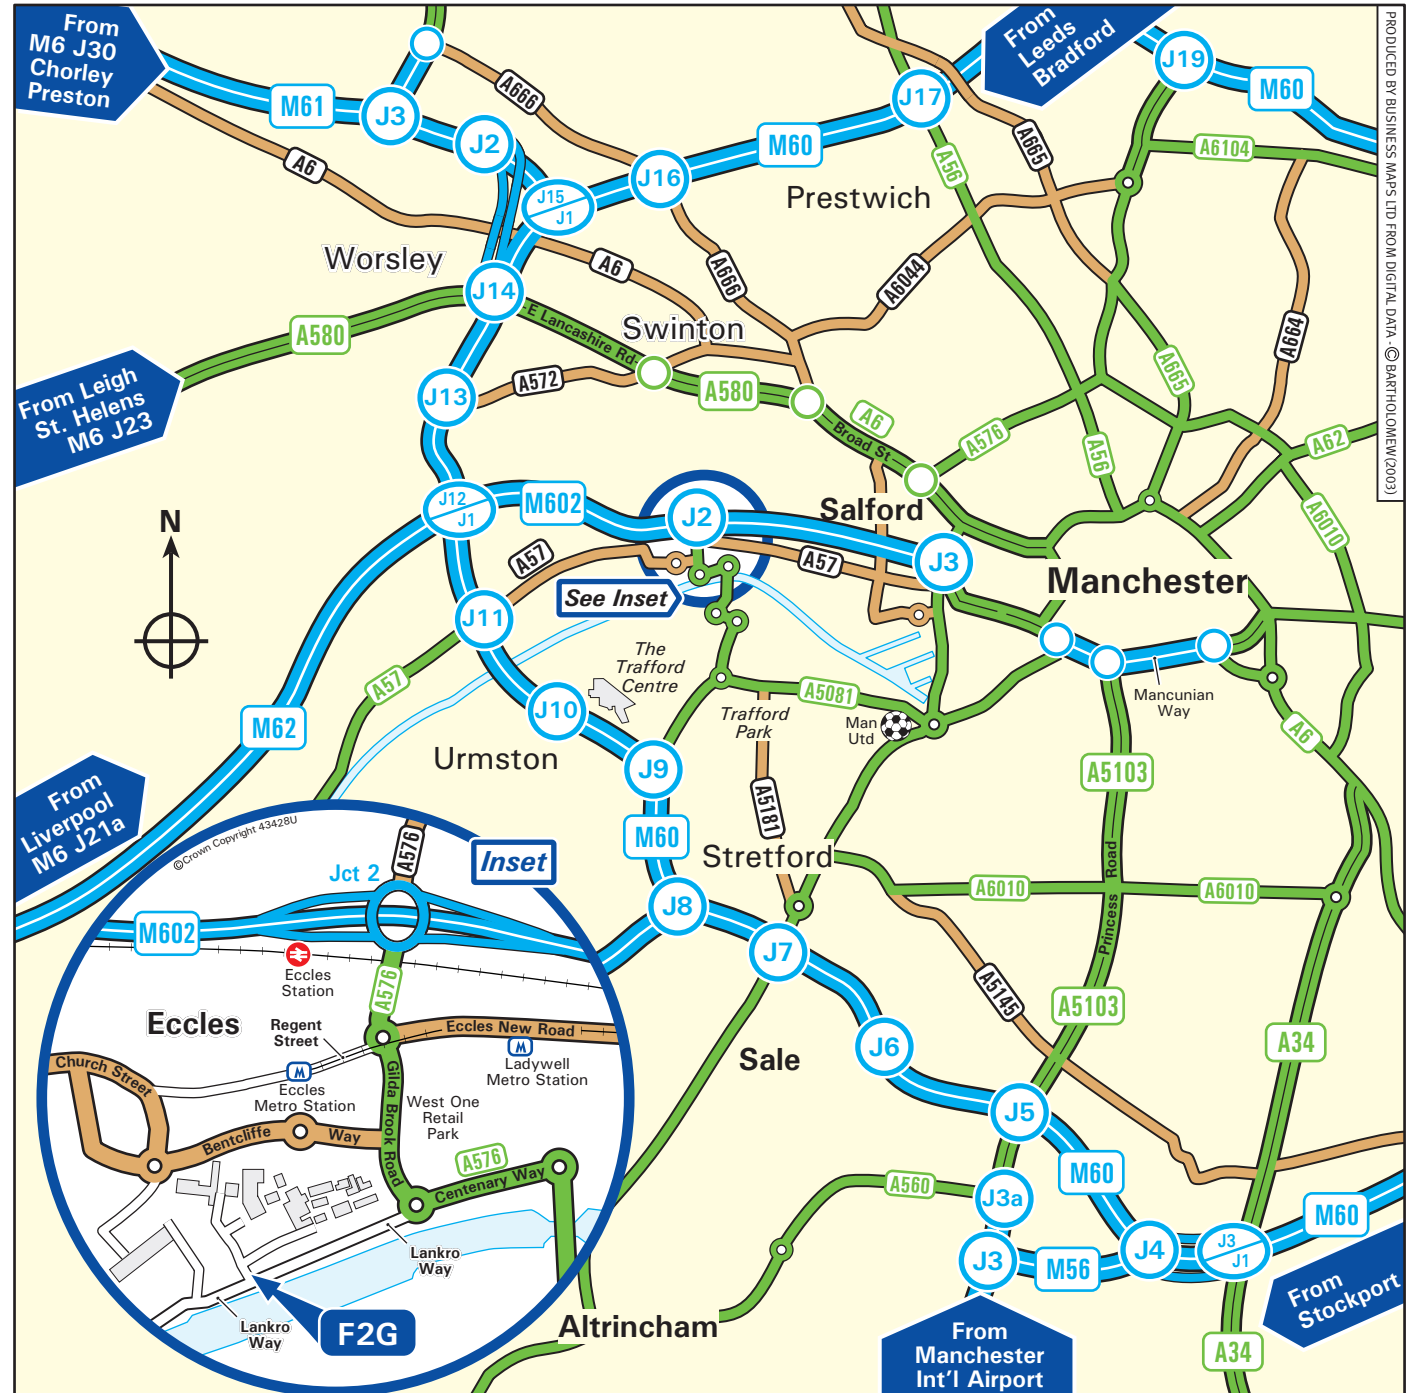 From
M6 J30
Chorley
Preston
M61
J3
J2
A666
A6
J15
J1
J16
M60
J17
From
Leeds
Bradford
J19
M60
A6104
A665
A56
Prestwich
PRODUCED BY BUSINESS MAPS LTD FROM DIGITAL DATA - © BARTHOLOMEW(2003)
Worsley
A6
A666
A6044
A664
J14
E Lancashire Rd
Swinton
A580
A580
A572
J13
A665
From Leigh
St. Helens
M6 J23
A6
Broad St
A576
A56
A62
A6010
J12
J1
M602
J2
Salford
J3
Manchester
N
A57
A57
See Inset
J11
The
Trafford
Centre
A57
A5081
Trafford
Park
Man
Utd
Mancunian
Way
A6
M62
J10
Urmston
J9
A5103
A5181
M60
Stretford
From
Liverpool
M6 J21a
J8
J7
A6010
A6010
Princess Road
A5145
A5103
A34
J6
Sale
J5
M60
A560
J3a
J3
M56
J4
J3
J1
M60
From
Stockport
A34
Altrincham
From
Manchester
Int'l Airport
©Crown Copyright 43428U
Inset
A576
Jct 2
M602
Eccles
Station
A576
Eccles
Regent
Street
Eccles New Road
M
Ladywell
Metro Station
Church Street
M
Eccles
Metro Station
Gilda Brook Road
West One
Retail
Park
Bentcliffe Way
A576
Centenary Way
Lankro
Way
Lankro
Way
F2G